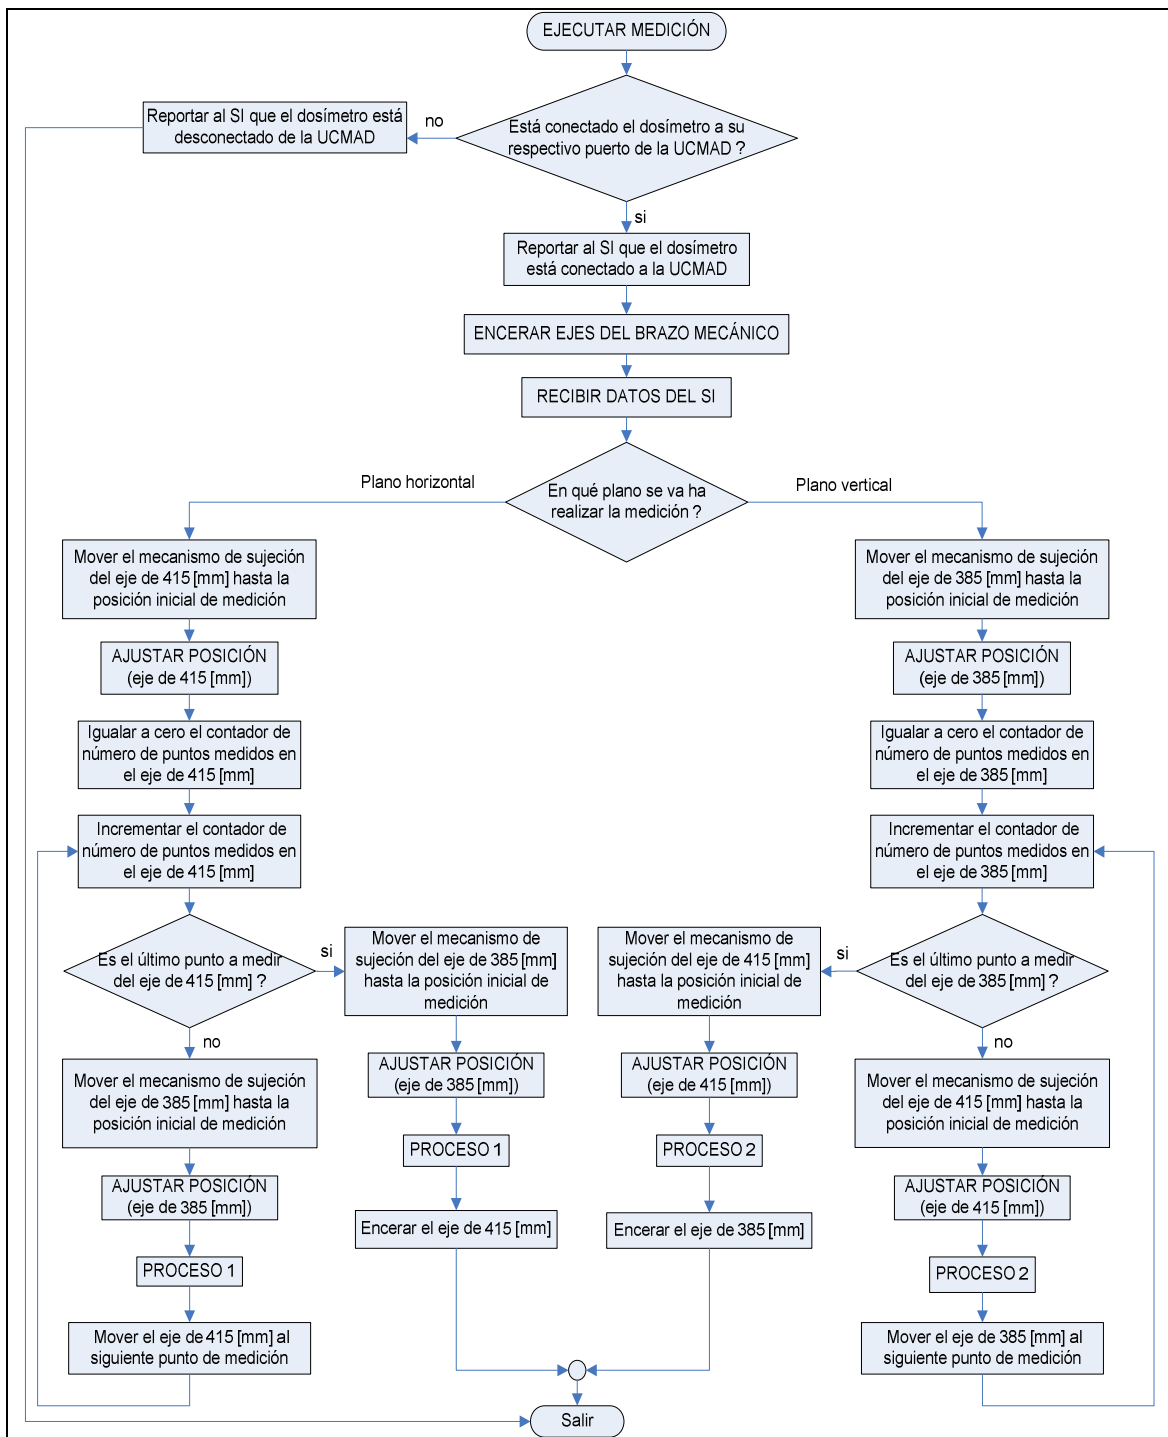 EJECUTAR MEDICIÓN
Reportar al SI que el dosímetro está
desconectado de la UCMAD
no
Está conectado el dosímetro a su
respectivo puerto de la UCMAD ?
si
Reportar al SI que el dosímetro
está conectado a la UCMAD
ENCERAR EJES DEL BRAZO MECÁNICO
RECIBIR DATOS DEL SI
Plano horizontal
En qué plano se va ha
realizar la medición ?
Plano vertical
Mover el mecanismo de sujeción
del eje de 415 [mm] hasta la
posición inicial de medición
AJUSTAR POSICIÓN
(eje de 415 [mm])
Igualar a cero el contador de
número de puntos medidos en
el eje de 415 [mm]
Incrementar el contador de
número de puntos medidos en
el eje de 415 [mm]
Es el último punto a medir
del eje de 415 [mm] ?
si
no
Mover el mecanismo de sujeción
del eje de 385 [mm] hasta la
posición inicial de medición
AJUSTAR POSICIÓN
(eje de 385 [mm])
PROCESO 1
Mover el eje de 415 [mm] al
siguiente punto de medición
Mover el mecanismo de
sujeción del eje de 385 [mm]
hasta la posición inicial de
medición
AJUSTAR POSICIÓN
(eje de 385 [mm])
PROCESO 1
Encerar el eje de 415 [mm]
Mover el mecanismo de sujeción
del eje de 385 [mm] hasta la
posición inicial de medición
AJUSTAR POSICIÓN
(eje de 385 [mm])
Igualar a cero el contador de
número de puntos medidos en
el eje de 385 [mm]
Incrementar el contador de
número de puntos medidos en
el eje de 385 [mm]
Es el último punto a medir
del eje de 385 [mm] ?
si
no
Mover el mecanismo de
sujeción del eje de 415 [mm]
hasta la posición inicial de
medición
AJUSTAR POSICIÓN
(eje de 415 [mm])
PROCESO 2
Encerar el eje de 385 [mm]
Mover el mecanismo de sujeción
del eje de 415 [mm] hasta la
posición inicial de medición
AJUSTAR POSICIÓN
(eje de 415 [mm])
PROCESO 2
Mover el eje de 385 [mm] al
siguiente punto de medición
Salir